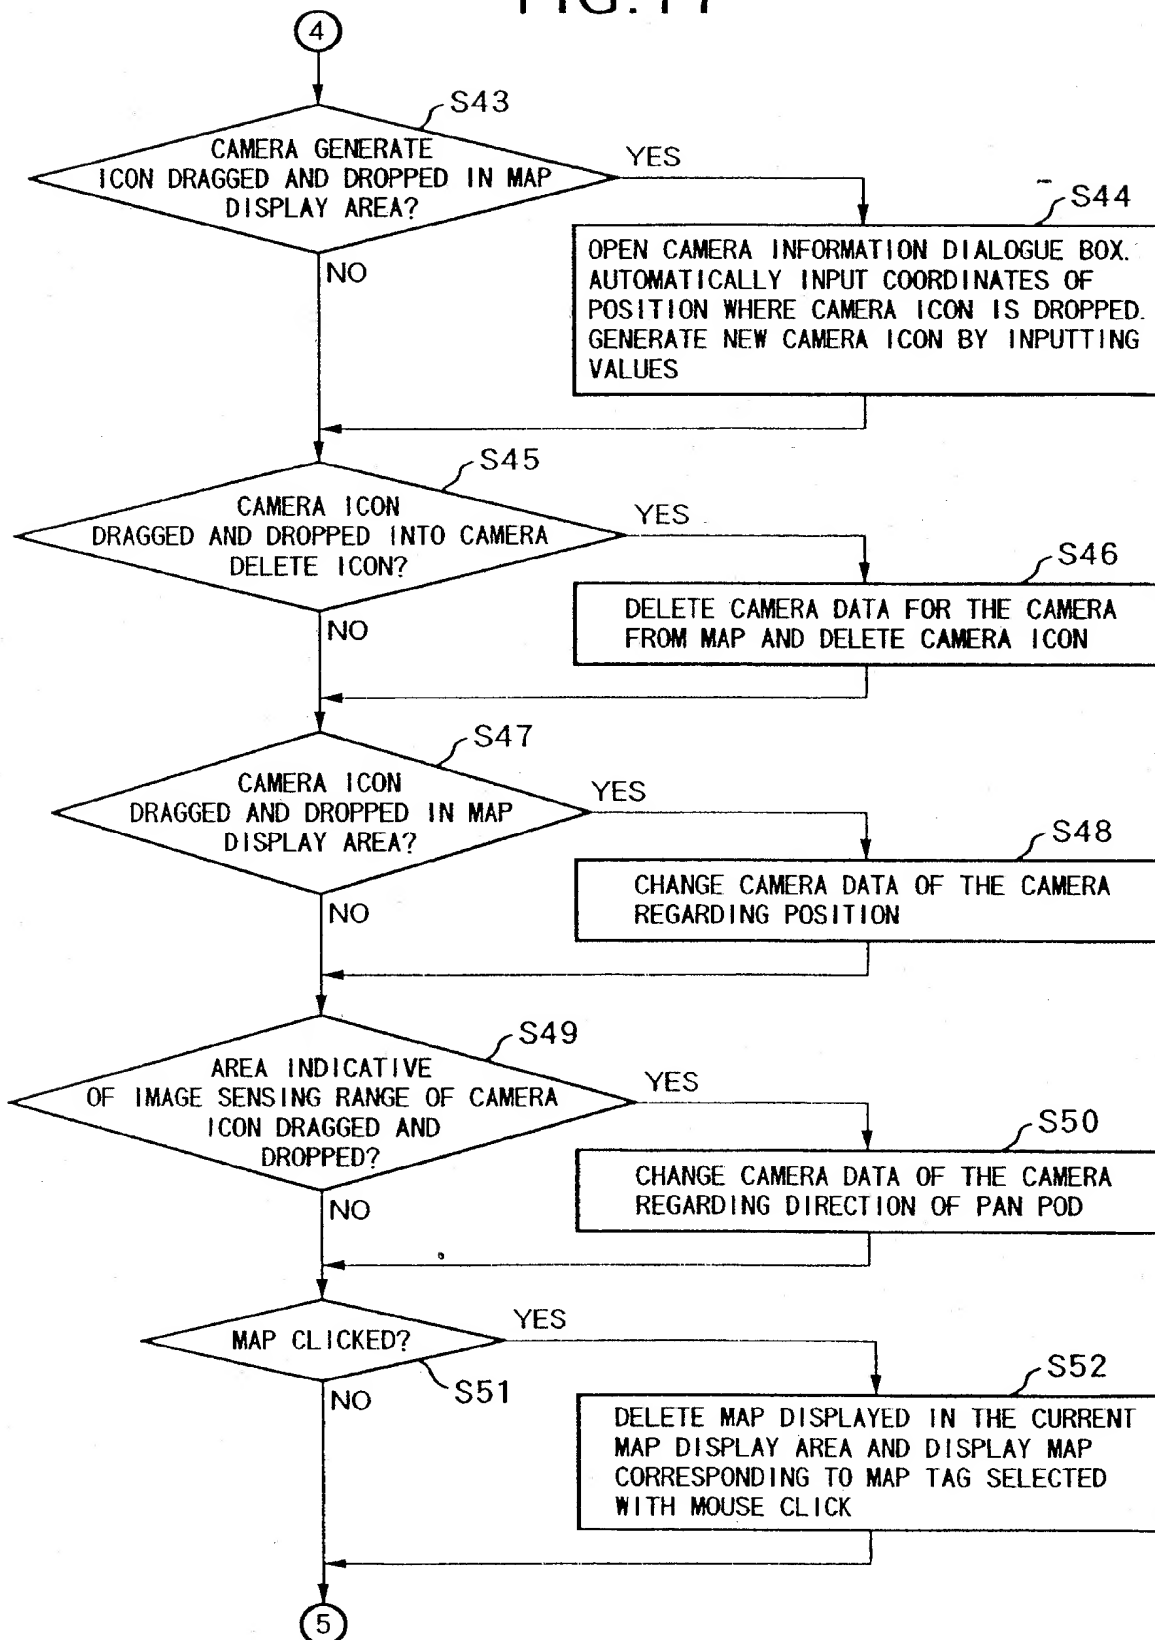 FIG. 17
4
S43
CAMERA GENERATE
ICON DRAGGED AND DROPPED IN MAP
DISPLAY AREA?
YES
NO
S44
OPEN CAMERA INFORMATION DIALOGUE BOX.
AUTOMATICALLY INPUT COORDINATES OF
POSITION WHERE CAMERA ICON IS DROPPED.
GENERATE NEW CAMERA ICON BY INPUTTING
VALUES
S45
CAMERA ICON
DRAGGED AND DROPPED INTO CAMERA
DELETE ICON?
YES
NO
S46
DELETE CAMERA DATA FOR THE CAMERA
FROM MAP AND DELETE CAMERA ICON
S47
CAMERA ICON
DRAGGED AND DROPPED IN MAP
DISPLAY AREA?
YES
NO
S48
CHANGE CAMERA DATA OF THE CAMERA
REGARDING POSITION
S49
AREA INDICATIVE
OF IMAGE SENSING RANGE OF CAMERA
ICON DRAGGED AND
DROPPED?
YES
NO
S50
CHANGE CAMERA DATA OF THE CAMERA
REGARDING DIRECTION OF PAN POD
MAP CLICKED?
YES
S51
NO
S52
DELETE MAP DISPLAYED IN THE CURRENT
MAP DISPLAY AREA AND DISPLAY MAP
CORRESPONDING TO MAP TAG SELECTED
WITH MOUSE CLICK
5